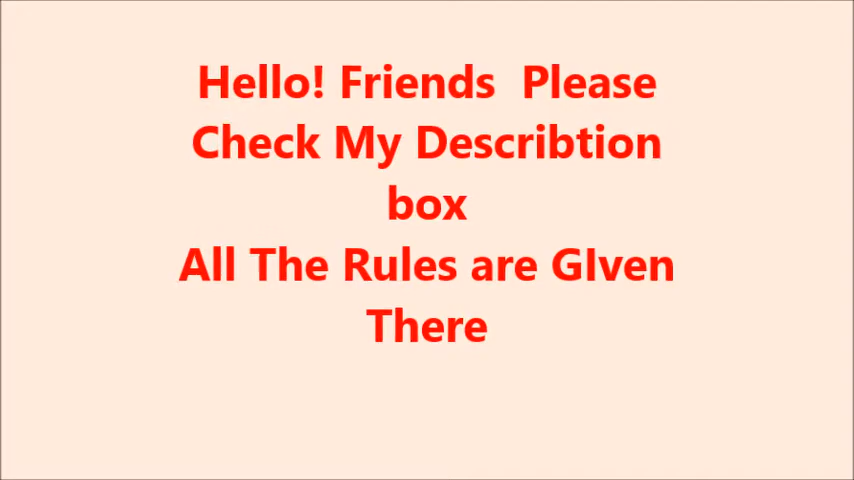 Hello! Friends  Please
Check My Describtion
box
All The Rules are GIven
There